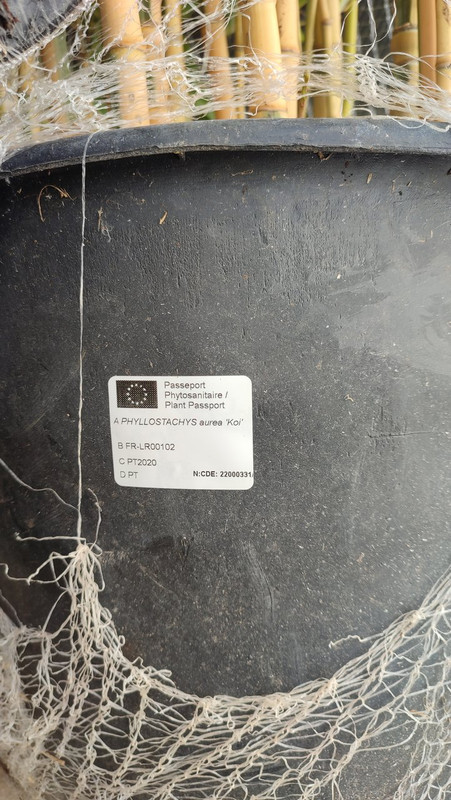 Passeport
Phytosanitaire /
Plant Passport
A PHYLLOSTACHYS aurea 'Koi'
B FR-LR00102
C PT2020
D PT
N:CDE: 22000331